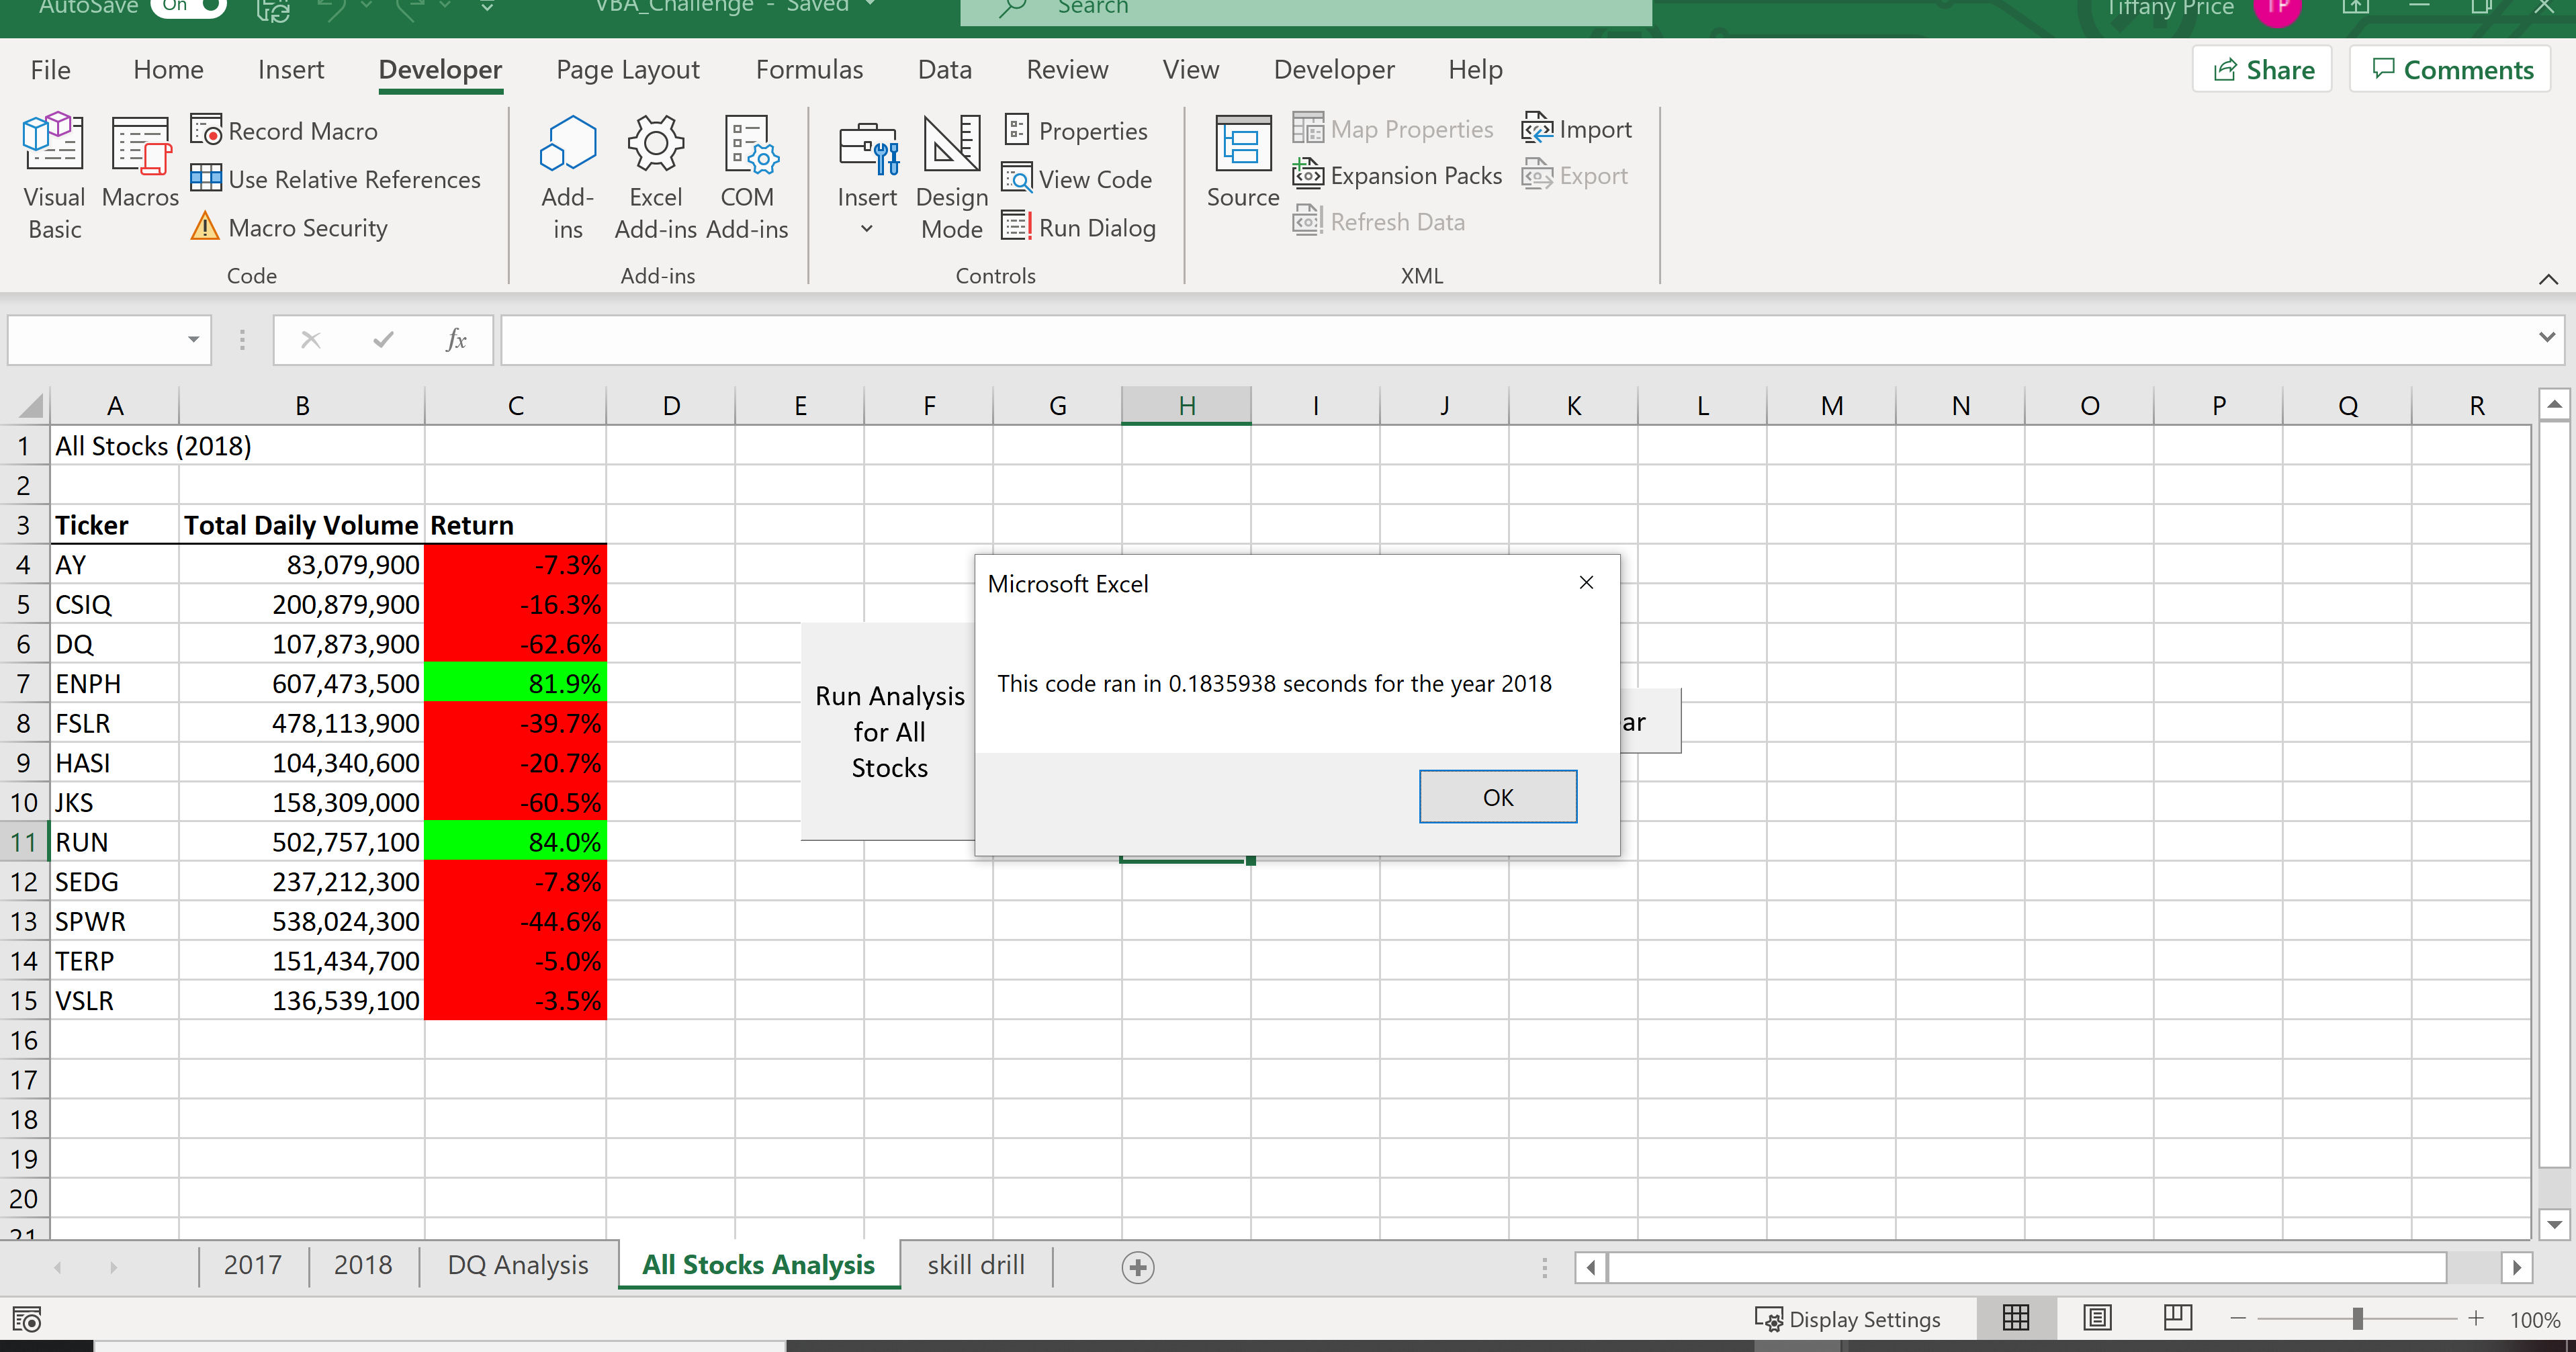 AutoSave On VBA_Challenge - Saved Search Tiffany Price TP
File Home Insert Developer Page Layout Formulas Data Review View Developer Help Share Comments
Visual Basic
Macros
Record Macro
Use Relative References
Macro Security
Code
Add-ins
Excel Add-ins
COM Add-ins
Add-ins
Insert
Design Mode
Properties
View Code
Run Dialog
Controls
Source
Map Properties
Expansion Packs
Refresh Data
Import
Export
XML
fx
A B C D E F G H I J K L M N O P Q R
1 All Stocks (2018)
2
3 Ticker Total Daily Volume Return
4 AY 83,079,900 -7.3%
5 CSIQ 200,879,900 -16.3%
6 DQ 107,873,900 -62.6%
7 ENPH 607,473,500 81.9%
8 FSLR 478,113,900 -39.7%
9 HASI 104,340,600 -20.7%
10 JKS 158,309,000 -60.5%
11 RUN 502,757,100 84.0%
12 SEDG 237,212,300 -7.8%
13 SPWR 538,024,300 -44.6%
14 TERP 151,434,700 -5.0%
15 VSLR 136,539,100 -3.5%
16
17
18
19
20
21
Run Analysis
for All
Stocks
Microsoft Excel
This code ran in 0.1835938 seconds for the year 2018
OK
ar
2017 2018 DQ Analysis All Stocks Analysis skill drill
Display Settings 100%